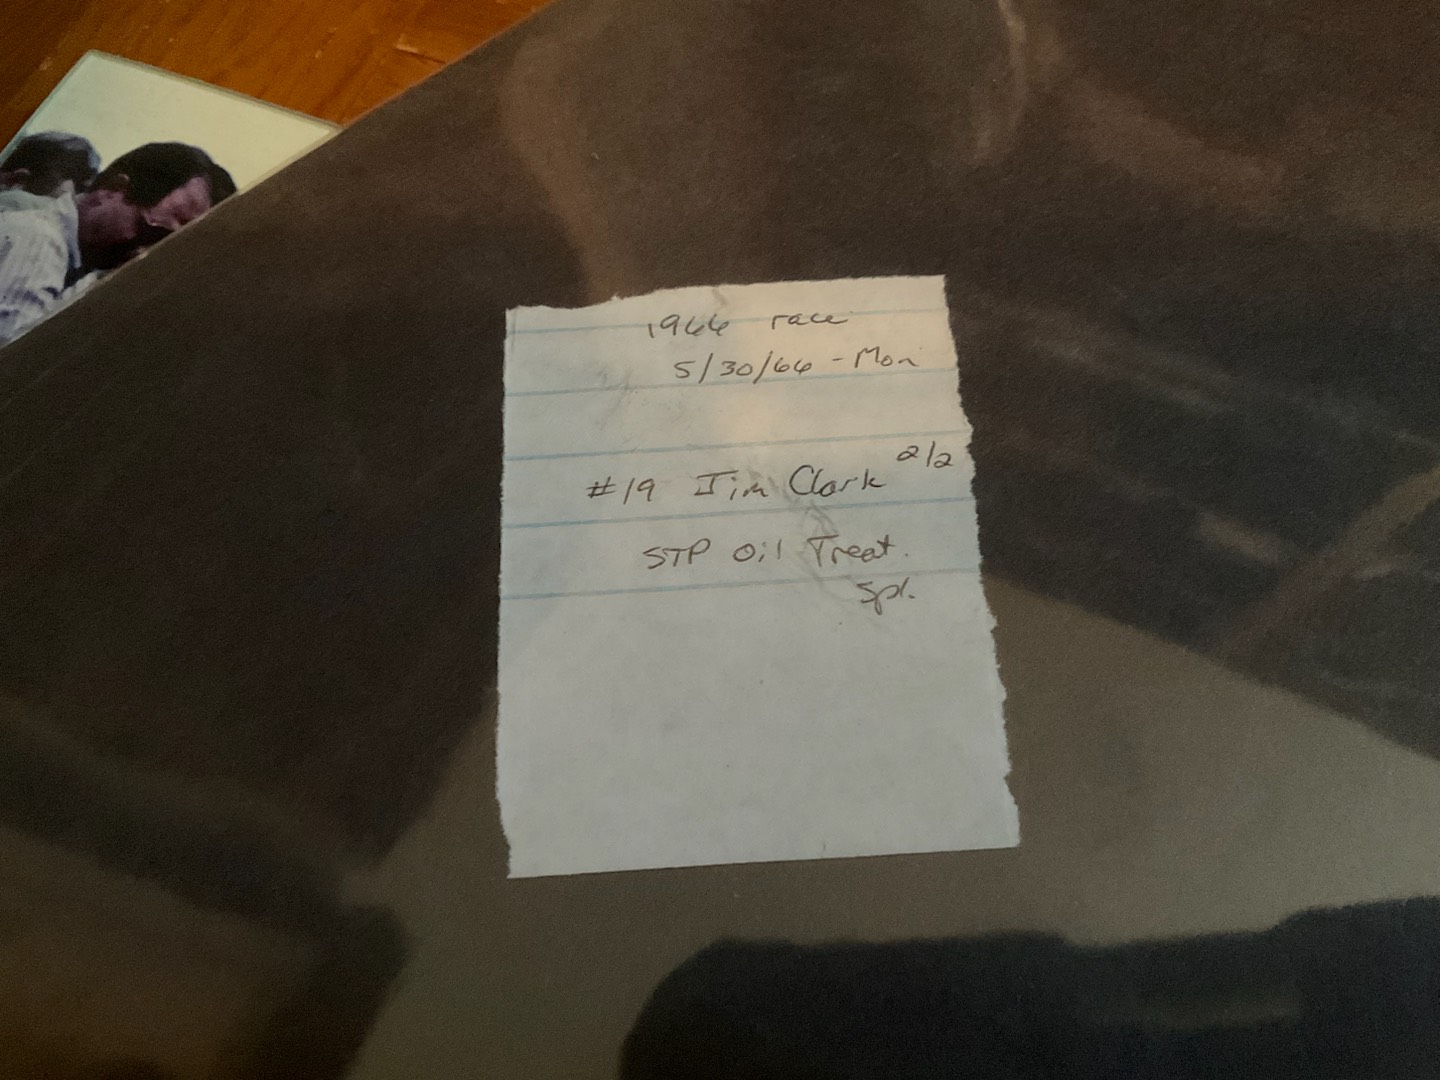 1966 race
5/30/66 - Mon
#19 Jim Clark 2/2
STP Oil Treat.
Spl.